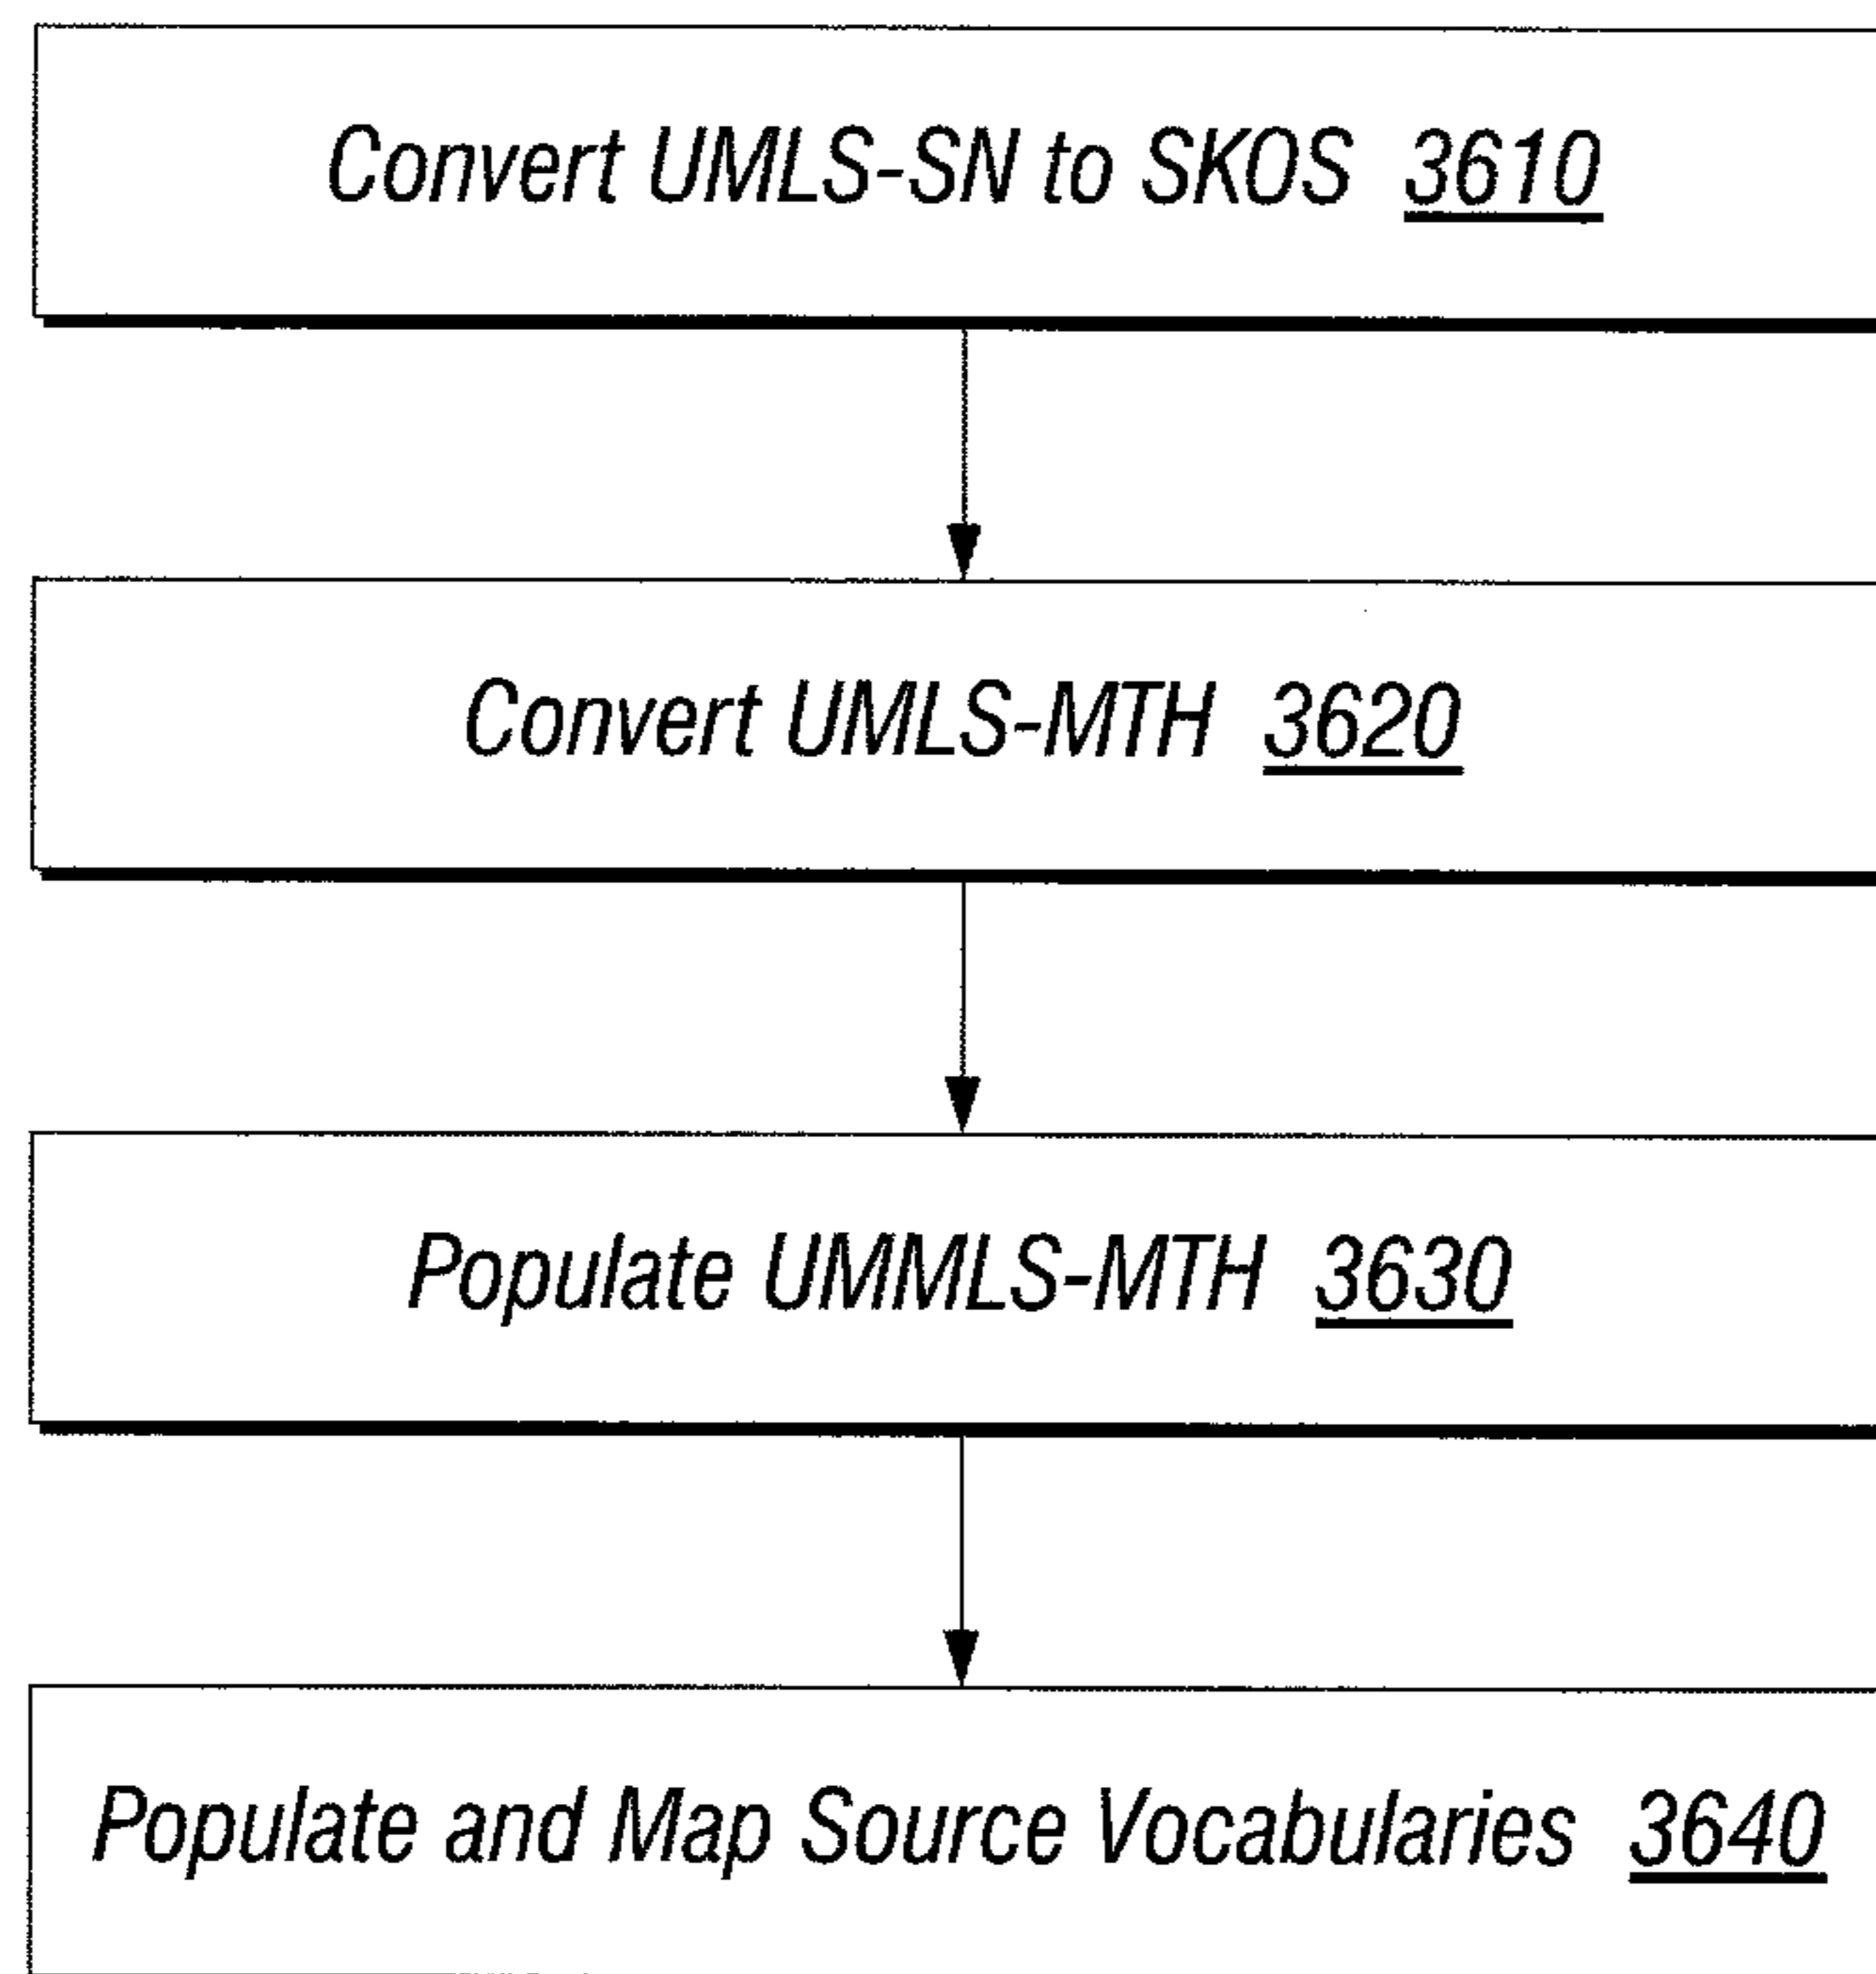 Convert UMLS-SN to SKOS 3610
Convert UMLS-MTH 3620
Populate UMMLS-MTH 3630
Populate and Map Source Vocabularies 3640